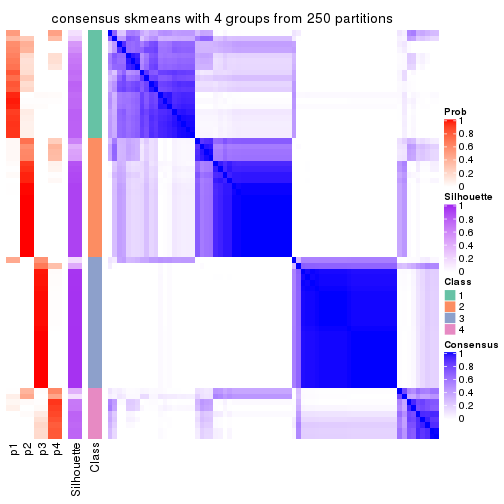 consensus skmeans with 4 groups from 250 partitions
Prob
1
0.8
0.6
0.4
0.2
0
Silhouette
1
0.8
0.6
0.4
0.2
0
Class
1
2
3
4
Consensus
1
0.8
0.6
0.4
0.2
0
p1
p2
p3
p4
Silhouette
Class